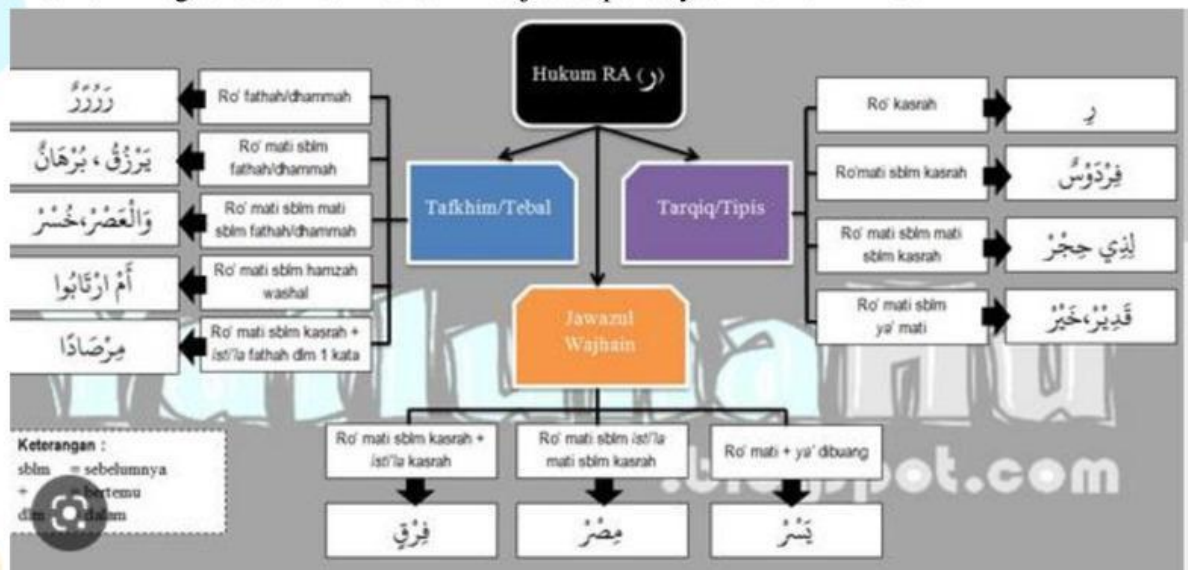 Hukum RA (ر)
Tafkhim/Tebal
Tarqiq/Tipis
Jawazul
Wajhain
Ro' fathah/dhammah
رَرُرَرٌ
Ro' mati sblm
fathah/dhammah
يَرْزُقُ ، بُرْهَانٌ
Ro' mati sblm mati
sblm fathah/dhammah
وَالْعَصْرْ،خُسْرْ
Ro' mati sblm hamzah
washal
أَمْ ارْتَابُوا
Ro' mati sblm kasrah +
isti'la fathah dlm 1 kata
مِرْصَادًا
Ro' kasrah
رِ
Ro'mati sblm kasrah
فِرْدَوْسٌ
Ro' mati sblm mati
sblm kasrah
لِذِي حِجْرْ
Ro' mati sblm
ya' mati
قَدِيْرْ،خَيْرْ
Ro' mati sblm kasrah +
isti'la kasrah
فِرْقٍ
Ro' mati sblm isti'la
mati sblm kasrah
مِصْرْ
Ro' mati + ya' dibuang
يَسْرْ
Keterangan :
sblm = sebelumnya
+ = bertemu
dlm = dalam
.blogspot.com